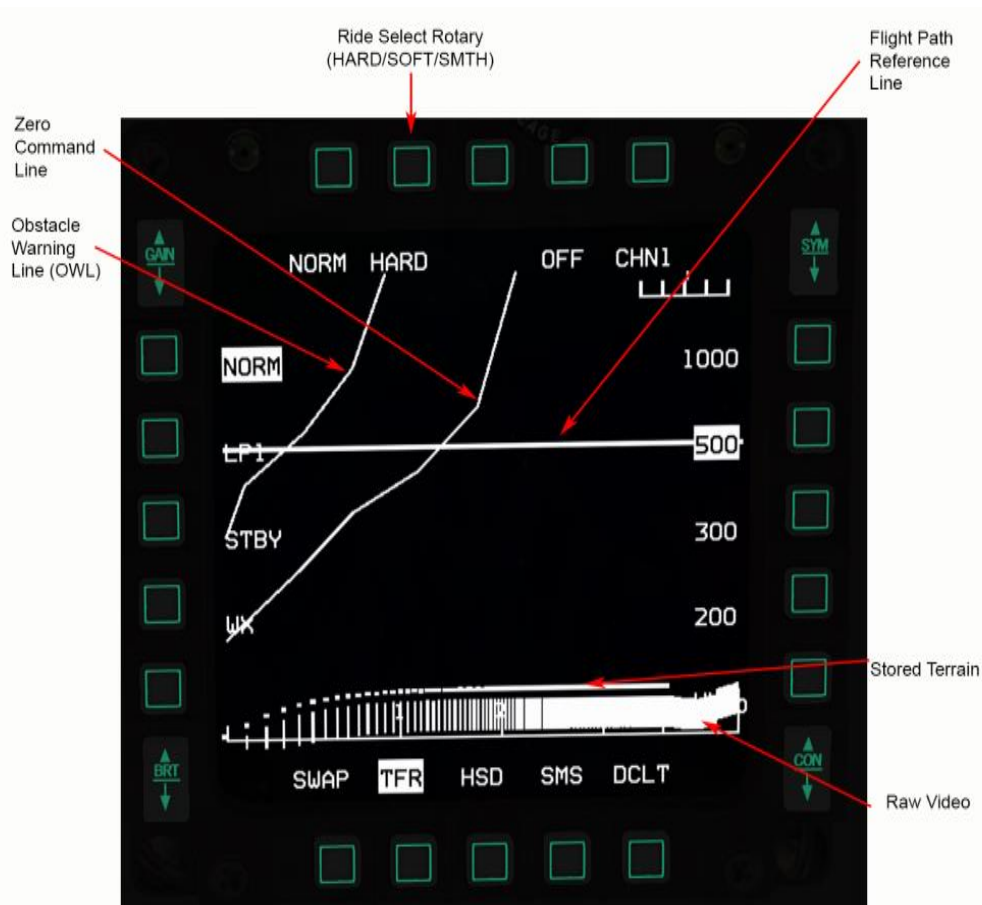 Ride Select Rotary
(HARD/SOFT/SMTH)
Flight Path
Reference
Line
Zero
Command
Line
Obstacle
Warning
Line (OWL)
GAIN
SYM
NORM HARD OFF CHN1
NORM
1000
LP1
500
STBY
300
WX
200
Stored Terrain
1
2
BRT
CON
SWAP TFR HSD SMS DCLT
Raw Video